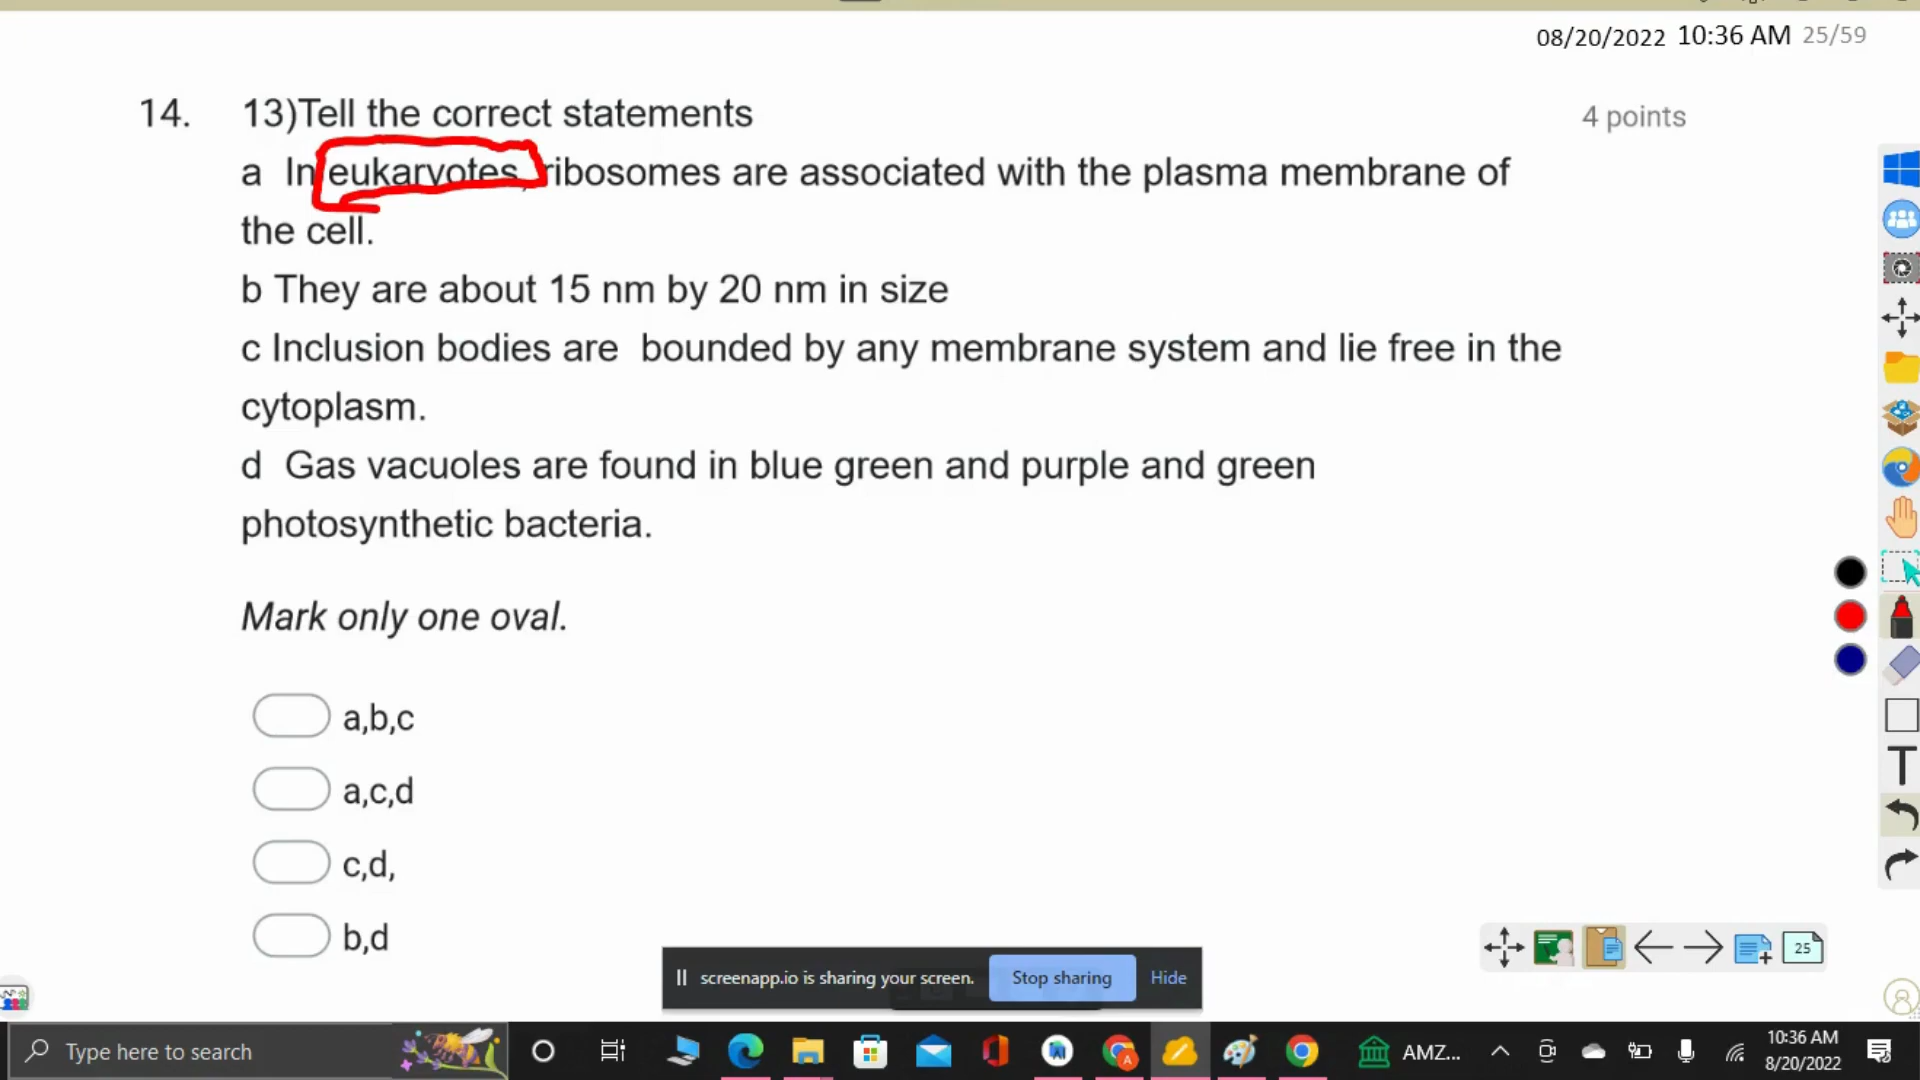 08/20/2022 10:36 AM 25/59
14. 13)Tell the correct statements 4 points
a In eukaryotes, ribosomes are associated with the plasma membrane of
the cell.
b They are about 15 nm by 20 nm in size
c Inclusion bodies are bounded by any membrane system and lie free in the
cytoplasm.
d Gas vacuoles are found in blue green and purple and green
photosynthetic bacteria.
Mark only one oval.
a,b,c
a,c,d
c,d,
b,d
25
screenapp.io is sharing your screen. Stop sharing Hide
Type here to search
AMZ...
10:36 AM
8/20/2022